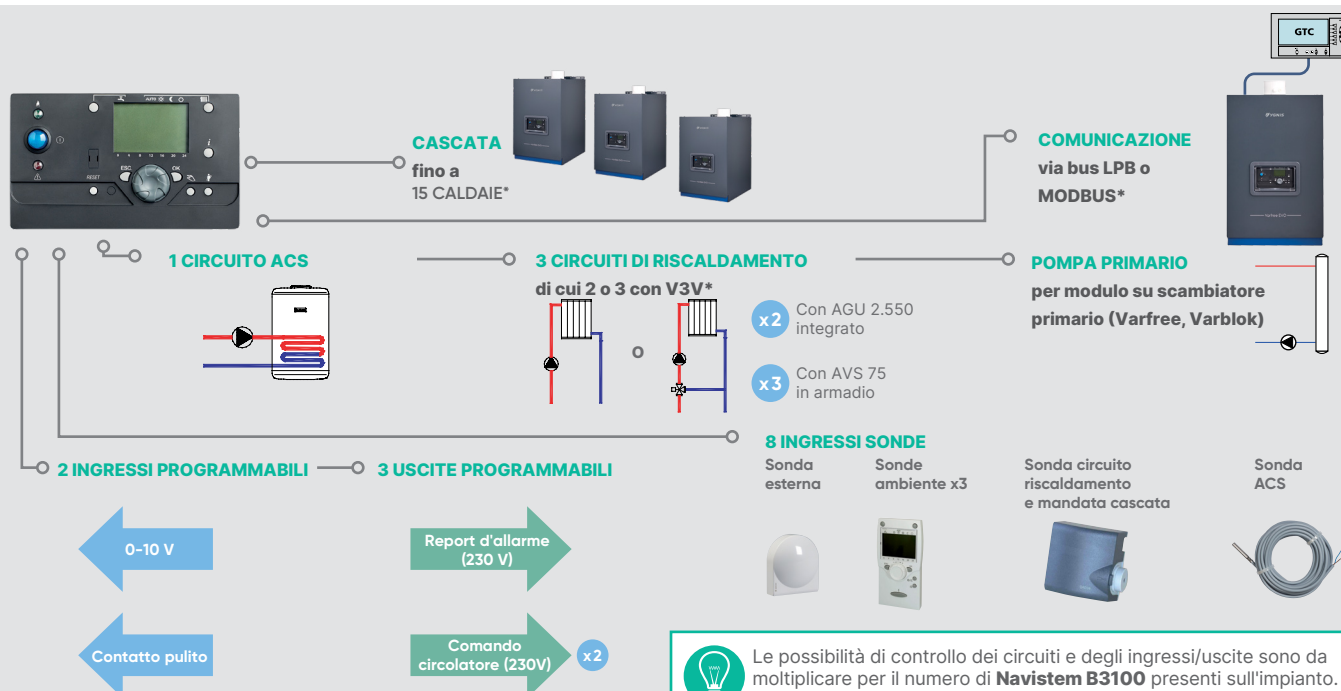 GTC
AUTO
RESET
ESC
OK
CASCATA
fino a
15 CALDAIE*
COMUNICAZIONE
via bus LPB o
MODBUS*
1 CIRCUITO ACS
3 CIRCUITI DI RISCALDAMENTO
di cui 2 o 3 con V3V*
POMPA PRIMARIO
per modulo su scambiatore
primario (Varfree, Varblok)
o
x2
Con AGU 2.550
integrato
x3
Con AVS 75
in armadio
8 INGRESSI SONDE
2 INGRESSI PROGRAMMABILI
3 USCITE PROGRAMMABILI
Sonda
esterna
Sonde
ambiente x3
Sonda circuito
riscaldamento
e mandata cascata
Sonda
ACS
0-10 V
Report d'allarme
(230 V)
Contatto pulito
Comando
circolatore (230V)
x2
Le possibilità di controllo dei circuiti e degli ingressi/uscite sono da
moltiplicare per il numero di Navistem B3100 presenti sull'impianto.